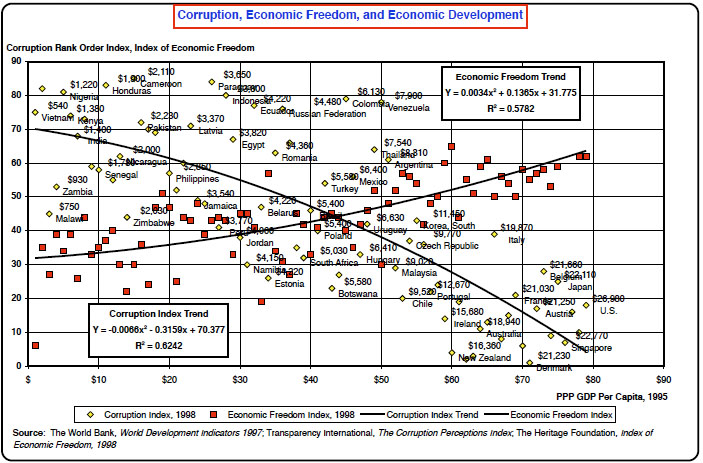 Corruption, Economic Freedom, and Economic Development
Corruption Rank Order Index, Index of Economic Freedom
90
80
70
60
50
40
30
20
10
0
Economic Freedom Trend
Y = 0.0034x² + 0.1365x + 31.775
R² = 0.5782
Corruption Index Trend
Y = -0.0066x² - 0.3159x + 70.377
R² = 0.6242
$540
Vietnam
$1,220
Nigeria
$1,380
Kenya
$1,400
India
$1,900
Honduras
$2,110
Cameroon
$2,230
Pakistan
$3,370
Latvia
$3,650
$3,800
Indonesia
$4,220
Ecuador
$4,480
Russian Federation
$6,130
Colombia
$7,900
Venezuela
$930
Zambia
$750
Malawi
$1,780
Senegal
$3,000
Nicaragua
$2,850
Philippines
$2,030
Zimbabwe
$3,540
Jamaica
$3,770
Peru
$3,820
Egypt
$4,360
Romania
$4,220
Belarus
$4,060
Jordan
$4,150
Namibia
$4,220
Estonia
$5,580
Turkey
$6,400
Mexico
$7,540
Thailand
$8,310
Argentina
$5,400
$5,400
Poland
$5,030
South Africa
$5,580
Botswana
$6,630
Uruguay
$6,410
Hungary
$11,450
Korea, South
$9,770
Czech Republic
$9,020
Malaysia
$9,520
Chile
$12,670
Portugal
$15,680
Ireland
$16,360
New Zealand
$18,940
Australia
$19,870
Italy
$21,030
France
$21,660
Belgium
$22,110
Japan
$21,250
Austria
$26,980
U.S.
$22,770
Singapore
$21,230
Denmark
$ $10 $20 $30 $40 $50 $60 $70 $80 $90
PPP GDP Per Capita, 1995
Corruption Index, 1998 Economic Freedom Index, 1998 Corruption Index Trend Economic Freedom Index
Source: The World Bank, World Development Indicators 1997; Transparency International, The Corruption Perceptions Index; The Heritage Foundation, Index of
Economic Freedom, 1998